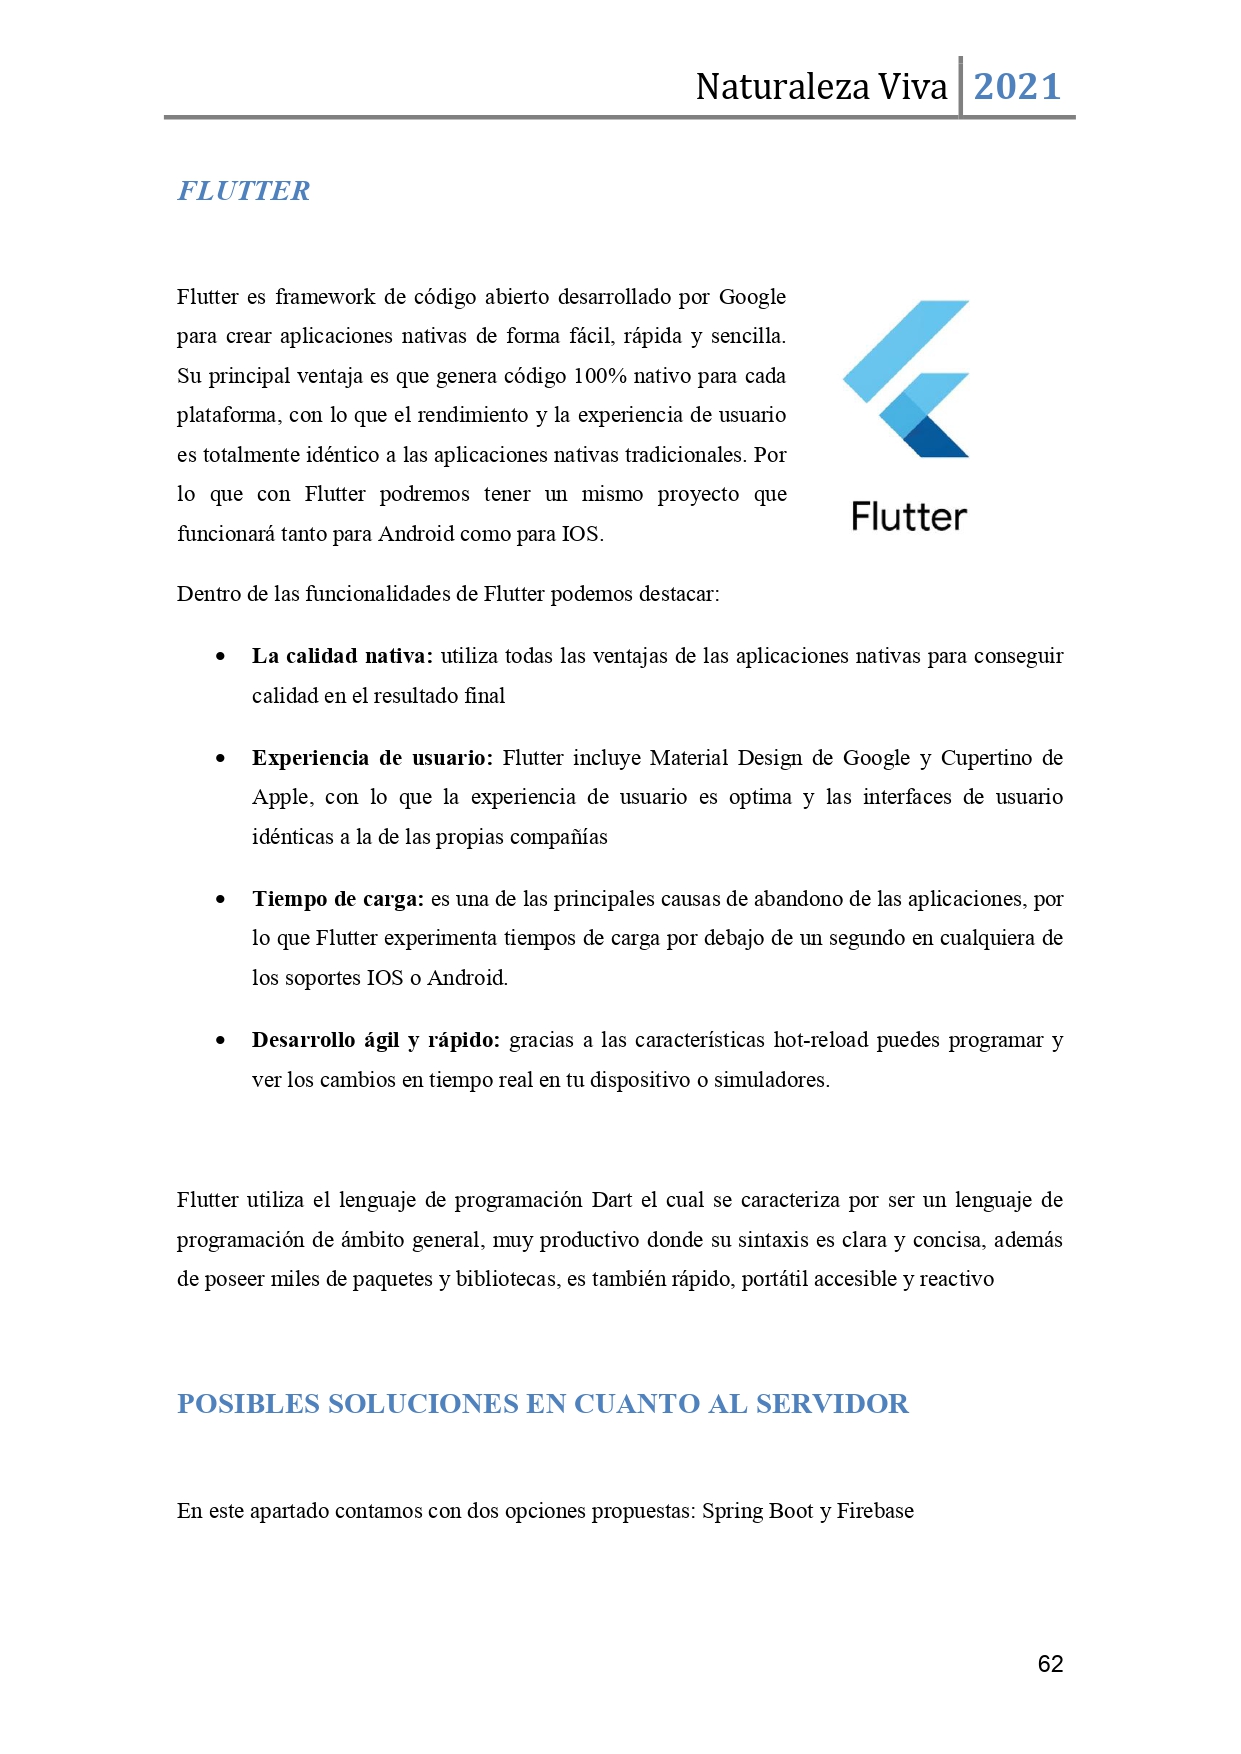 Naturaleza Viva 2021
FLUTTER
Flutter es framework de código abierto desarrollado por Google
para crear aplicaciones nativas de forma fácil, rápida y sencilla.
Su principal ventaja es que genera código 100% nativo para cada
plataforma, con lo que el rendimiento y la experiencia de usuario
es totalmente idéntico a las aplicaciones nativas tradicionales. Por
lo que con Flutter podremos tener un mismo proyecto que
funcionará tanto para Android como para IOS.
Flutter
Dentro de las funcionalidades de Flutter podemos destacar:
• La calidad nativa: utiliza todas las ventajas de las aplicaciones nativas para conseguir
calidad en el resultado final
• Experiencia de usuario: Flutter incluye Material Design de Google y Cupertino de
Apple, con lo que la experiencia de usuario es optima y las interfaces de usuario
idénticas a la de las propias compañías
• Tiempo de carga: es una de las principales causas de abandono de las aplicaciones, por
lo que Flutter experimenta tiempos de carga por debajo de un segundo en cualquiera de
los soportes IOS o Android.
• Desarrollo ágil y rápido: gracias a las características hot-reload puedes programar y
ver los cambios en tiempo real en tu dispositivo o simuladores.
Flutter utiliza el lenguaje de programación Dart el cual se caracteriza por ser un lenguaje de
programación de ámbito general, muy productivo donde su sintaxis es clara y concisa, además
de poseer miles de paquetes y bibliotecas, es también rápido, portátil accesible y reactivo
POSIBLES SOLUCIONES EN CUANTO AL SERVIDOR
En este apartado contamos con dos opciones propuestas: Spring Boot y Firebase
62